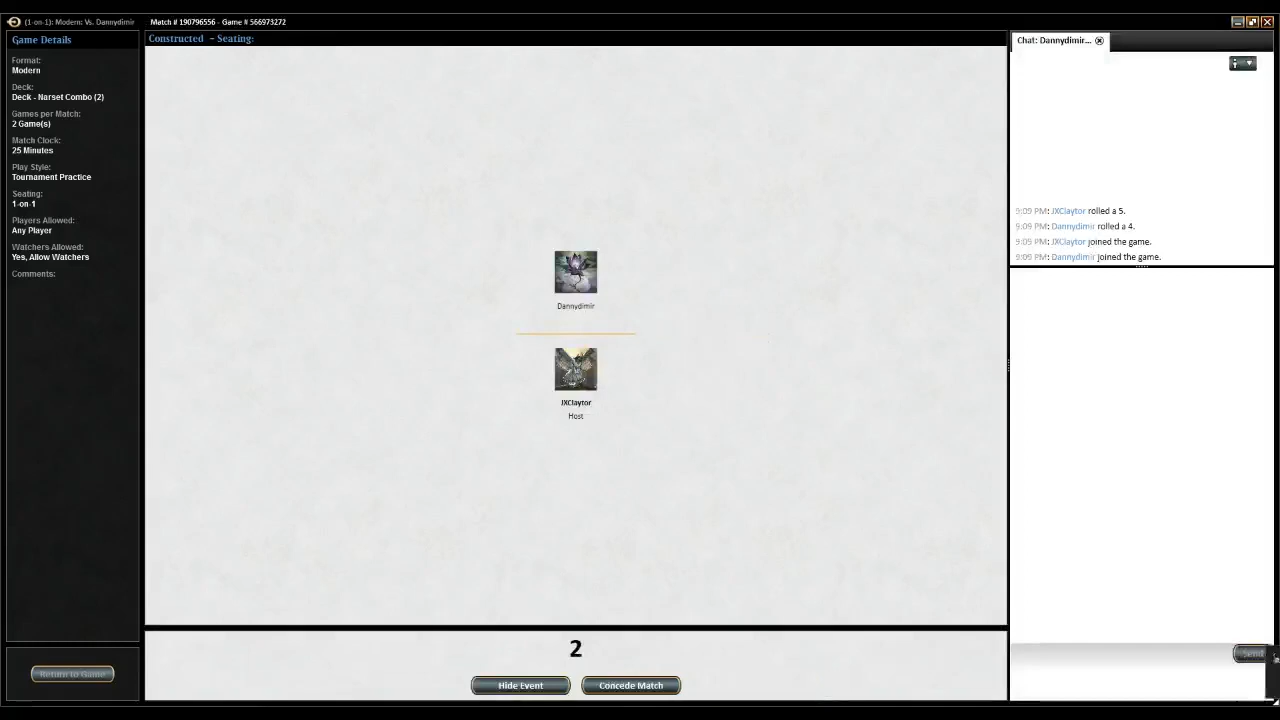 (1-on-1): Modern: Vs. Dannydimir
Match # 190796556 - Game # 566973272
Game Details
Format:
Modern
Deck:
Deck - Narset Combo (2)
Games per Match:
2 Game(s)
Match Clock:
25 Minutes
Play Style:
Tournament Practice
Seating:
1-on-1
Players Allowed:
Any Player
Watchers Allowed:
Yes, Allow Watchers
Comments:
Return to Game
Constructed - Seating:
Dannydimir
JXClaytor
Host
2
Hide Event
Concede Match
Chat: Dannydimir...
9:09 PM: JXClaytor rolled a 5.
9:09 PM: Dannydimir rolled a 4.
9:09 PM: JXClaytor joined the game.
9:09 PM: Dannydimir joined the game.
Send